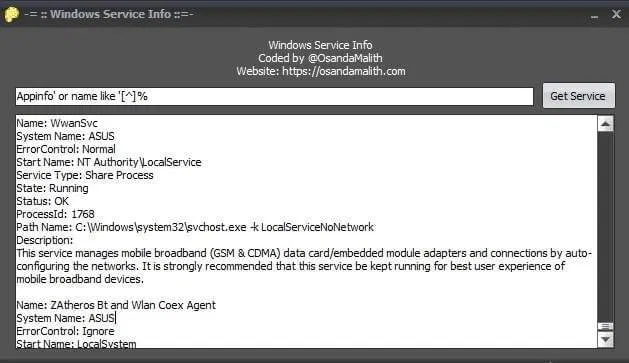 -= :: Windows Service Info ::=-
Windows Service Info
Coded by @OsandaMalith
Website: https://osandamalith.com
Appinfo' or name like '[^]%
Get Service
Name: WwanSvc
System Name: ASUS
ErrorControl: Normal
Start Name: NT Authority\LocalService
Service Type: Share Process
State: Running
Status: OK
ProcessId: 1768
Path Name: C:\Windows\system32\svchost.exe -k LocalServiceNoNetwork
Description:
This service manages mobile broadband (GSM & CDMA) data card/embedded module adapters and connections by auto-
configuring the networks. It is strongly recommended that this service be kept running for best user experience of
mobile broadband devices.
Name: ZAtheros Bt and Wlan Coex Agent
System Name: ASUS
ErrorControl: Ignore
Start Name: LocalSystem